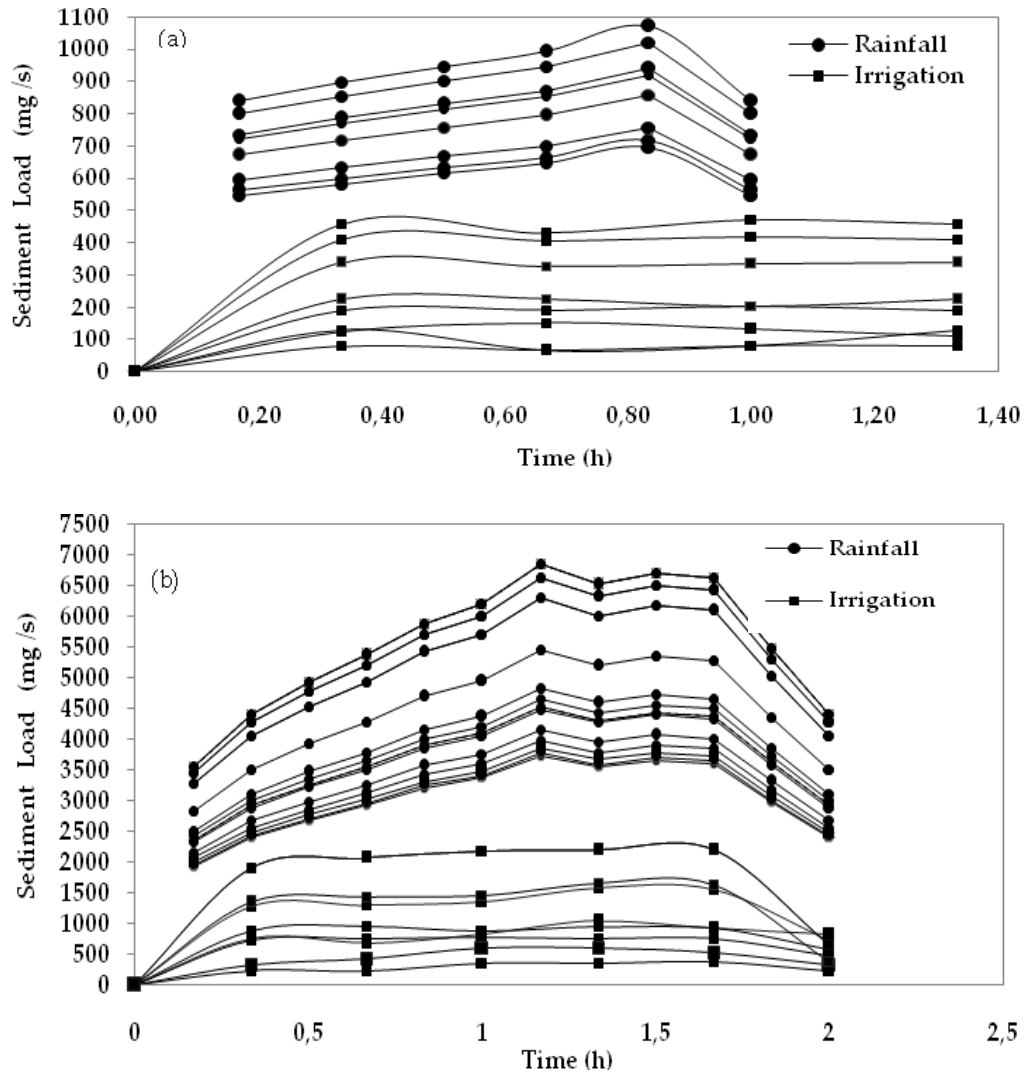 1100
1000
900
800
700
600
500
400
300
200
100
0
Sediment Load (mg /s)
(a)
Rainfall
Irrigation
0,00 0,20 0,40 0,60 0,80 1,00 1,20 1,40
Time (h)
7500
7000
6500
6000
5500
5000
4500
4000
3500
3000
2500
2000
1500
1000
500
0
Sediment Load (mg /s)
(b)
Rainfall
Irrigation
0 0,5 1 1,5 2 2,5
Time (h)